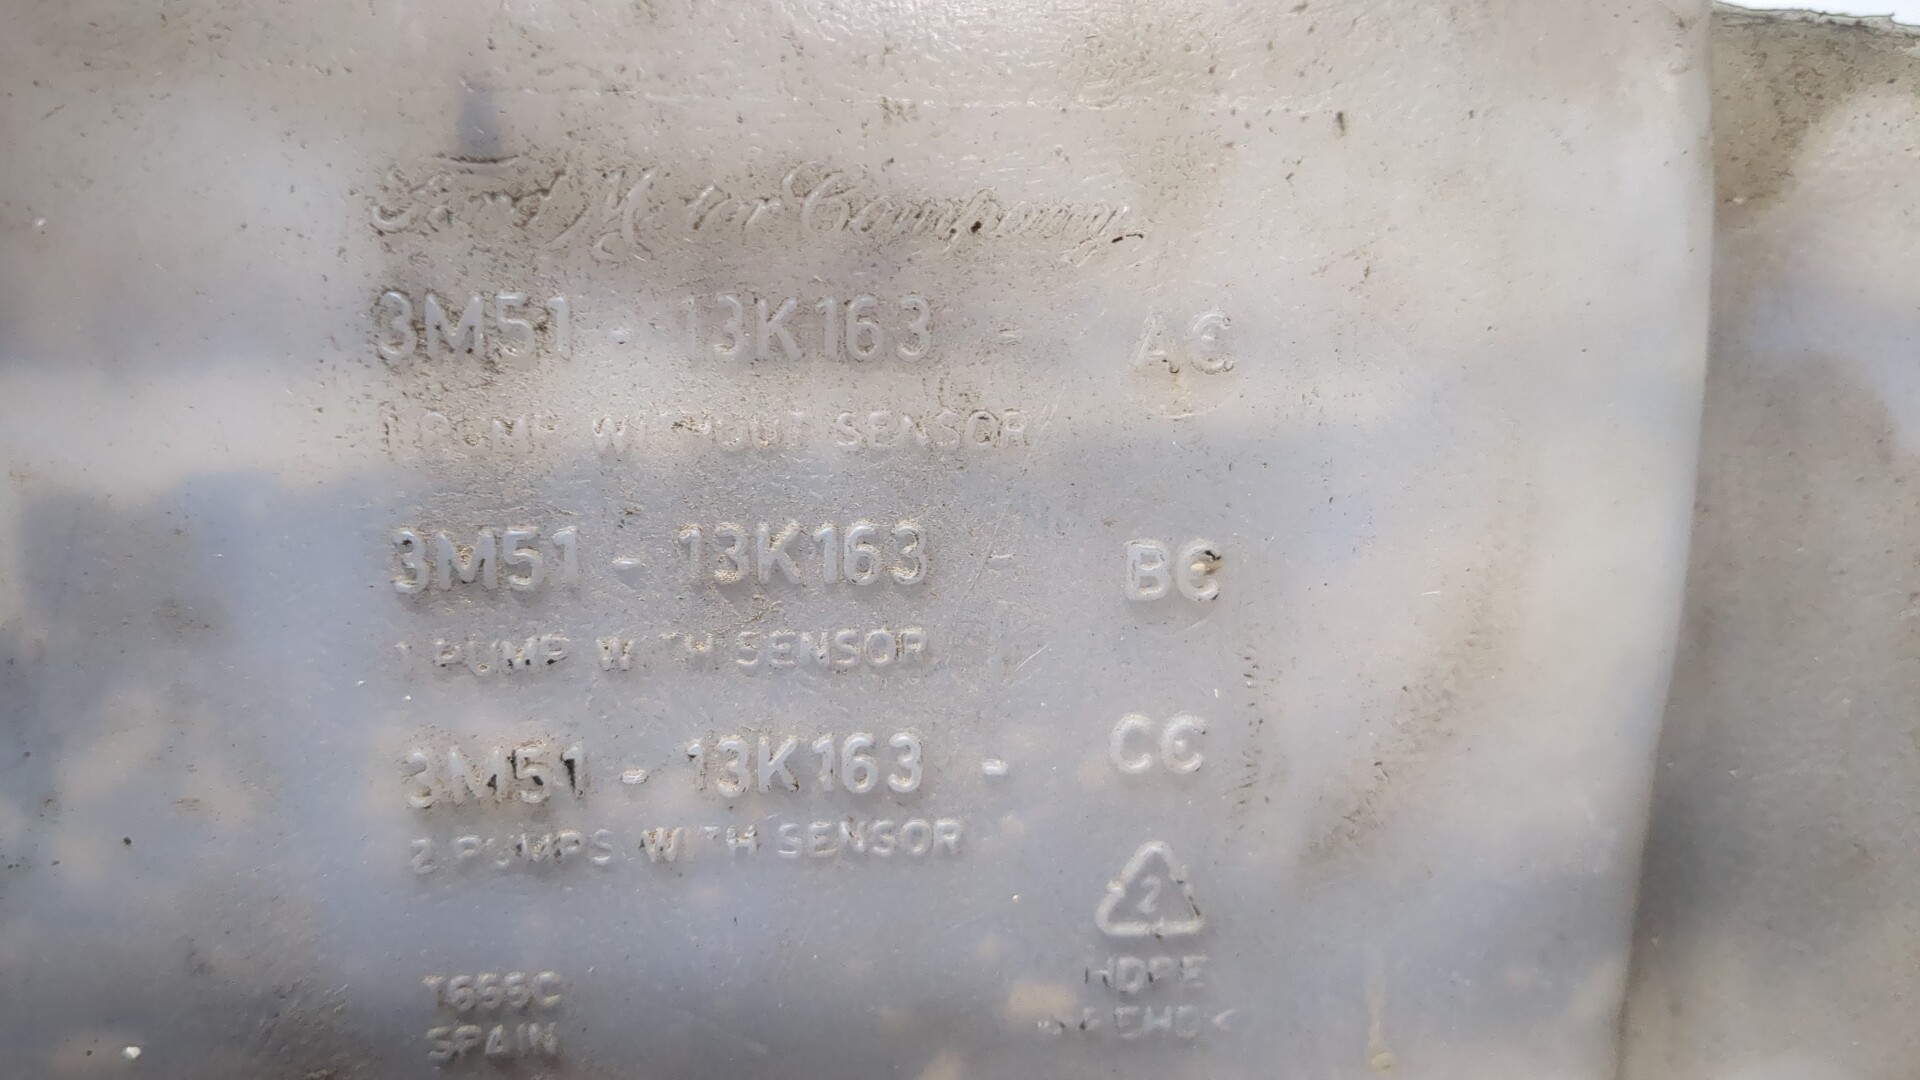 Ford Motor Company
3M51 - 13K163 - AC
1 PUMP WITHOUT SENSOR
3M51 - 13K163 - BC
1 PUMP WITH SENSOR
3M51 - 13K163 - CC
2 PUMPS WITH SENSOR
2
HDPE
SPAIN